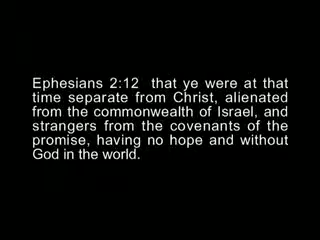 Ephesians 2:12 that ye were at that
time separate from Christ, alienated
from the commonwealth of Israel, and
strangers from the covenants of the
promise, having no hope and without
God in the world.